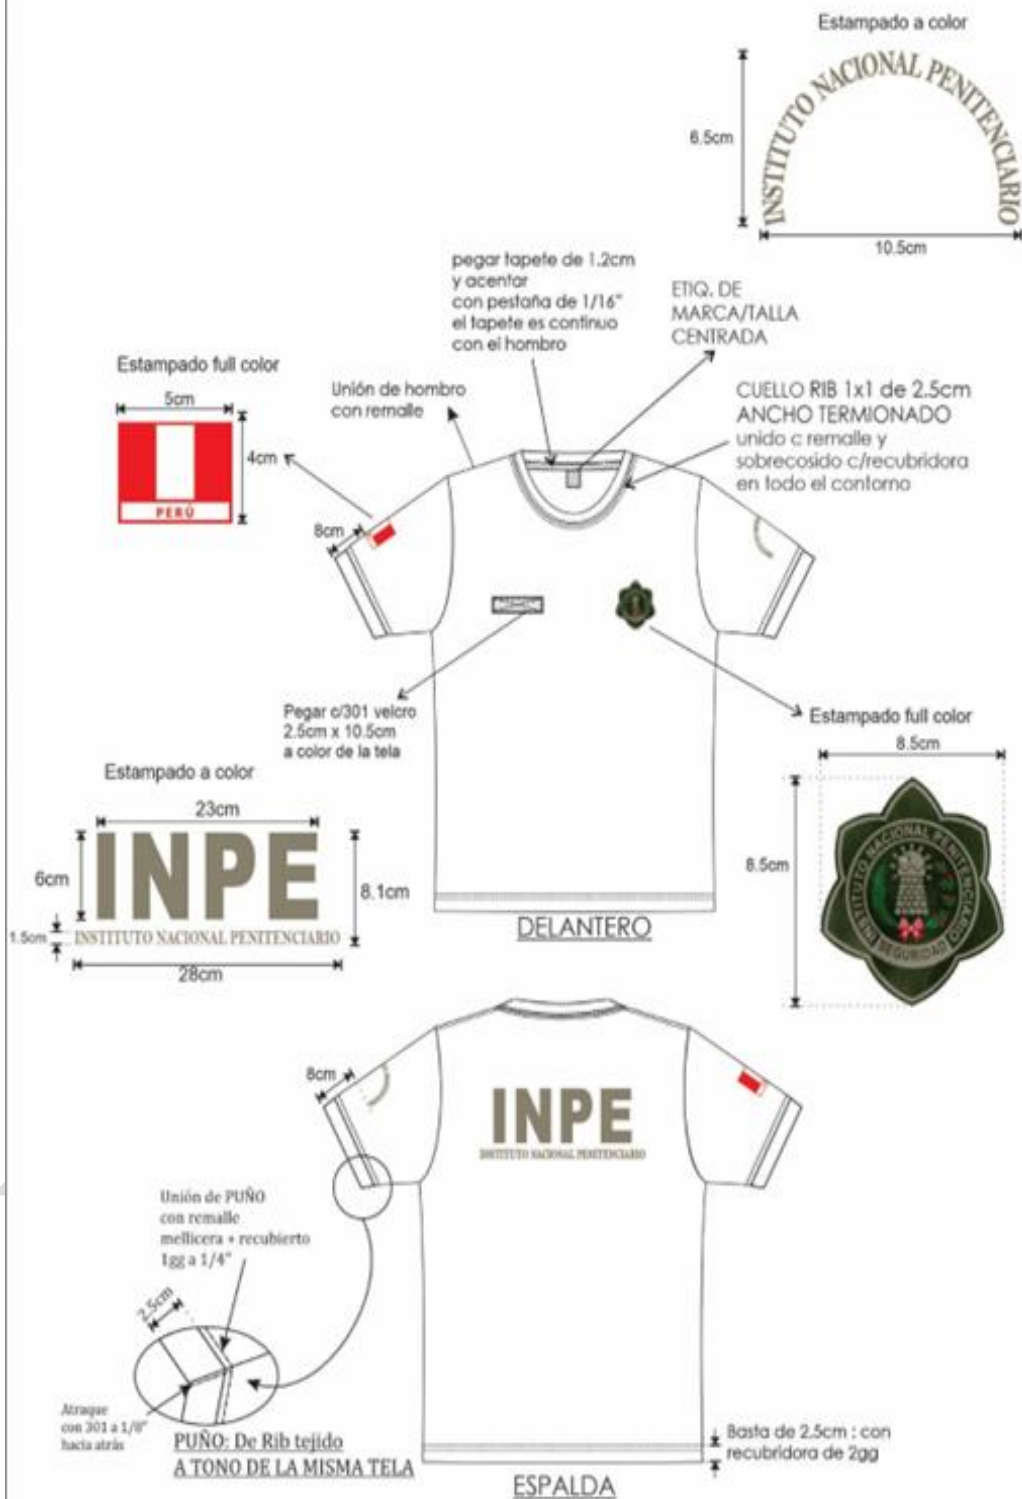 Estampado a color
INSTITUTO NACIONAL PENITENCIARIO
6.5cm
10.5cm
pegar tapete de 1.2cm
y acentar
con pestaña de 1/16"
el tapete es continuo
con el hombro
ETIQ. DE
MARCA/TALLA
CENTRADA
Estampado full color
5cm
4cm
PERÚ
Unión de hombro
con remalle
CUELLO RIB 1x1 de 2.5cm
ANCHO TERMIONADO
unido c remalle y
sobrecosido c/recubridora
en todo el contorno
8cm
Pegar c/301 velcro
2.5cm x 10.5cm
a color de la tela
Estampado full color
8.5cm
8.5cm
INSTITUTO NACIONAL PENITENCIARIO
SEGURIDAD
Estampado a color
23cm
INPE
6cm
8.1cm
1.5cm
INSTITUTO NACIONAL PENITENCIARIO
28cm
DELANTERO
8cm
INPE
INSTITUTO NACIONAL PENITENCIARIO
Unión de PUÑO
con remalle
mellicera + recubierto
1gg a 1/4"
2.5cm
Atraque
con 301 a 1/8"
hacia atrás
PUÑO: De Rib tejido
A TONO DE LA MISMA TELA
Basta de 2.5cm : con
recubridora de 2gg
ESPALDA